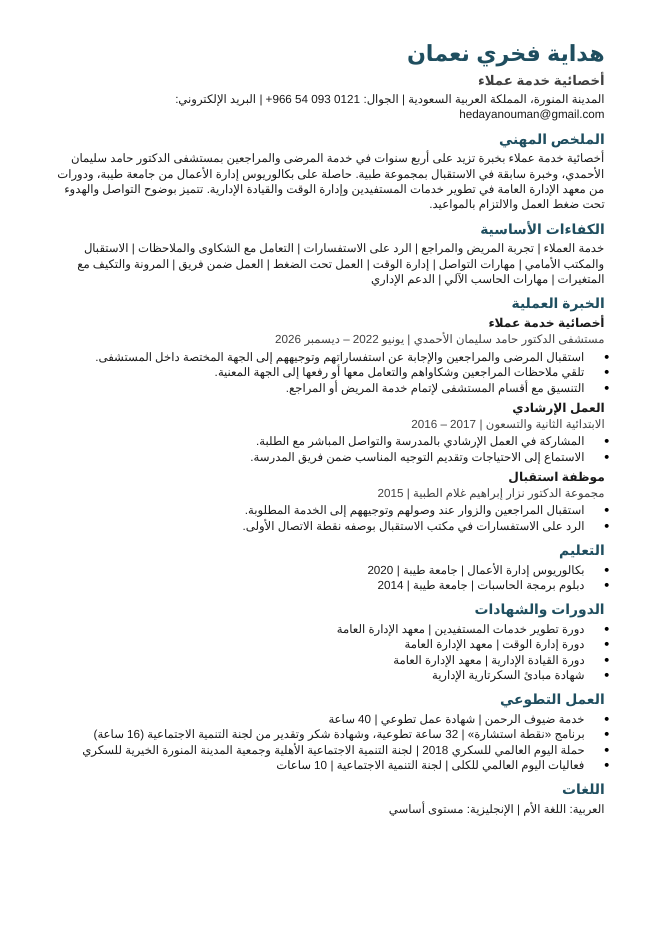 هداية فخري نعمان
أخصائية خدمة عملاء
المدينة المنورة، المملكة العربية السعودية | الجوال: 0121 093 54 966+ | البريد الإلكتروني:
hedayanouman@gmail.com
الملخص المهني
أخصائية خدمة عملاء بخبرة تزيد على أربع سنوات في خدمة المرضى والمراجعين بمستشفى الدكتور حامد سليمان
الأحمدي، وخبرة سابقة في الاستقبال بمجموعة طبية. حاصلة على بكالوريوس إدارة الأعمال من جامعة طيبة، ودورات
من معهد الإدارة العامة في تطوير خدمات المستفيدين وإدارة الوقت والقيادة الإدارية. تتميز بوضوح التواصل والهدوء
تحت ضغط العمل والالتزام بالمواعيد.
الكفاءات الأساسية
خدمة العملاء | تجربة المريض والمراجع | الرد على الاستفسارات | التعامل مع الشكاوى والملاحظات | الاستقبال
والمكتب الأمامي | مهارات التواصل | إدارة الوقت | العمل تحت الضغط | العمل ضمن فريق | المرونة والتكيف مع
المتغيرات | مهارات الحاسب الآلي | الدعم الإداري
الخبرة العملية
أخصائية خدمة عملاء
مستشفى الدكتور حامد سليمان الأحمدي | يونيو 2022 – ديسمبر 2026
• استقبال المرضى والمراجعين والإجابة عن استفساراتهم وتوجيههم إلى الجهة المختصة داخل المستشفى.
• تلقي ملاحظات المراجعين وشكاواهم والتعامل معها أو رفعها إلى الجهة المعنية.
• التنسيق مع أقسام المستشفى لإتمام خدمة المريض أو المراجع.
العمل الإرشادي
الابتدائية الثانية والتسعون | 2017 – 2016
• المشاركة في العمل الإرشادي بالمدرسة والتواصل المباشر مع الطلبة.
• الاستماع إلى الاحتياجات وتقديم التوجيه المناسب ضمن فريق المدرسة.
موظفة استقبال
مجموعة الدكتور نزار إبراهيم غلام الطبية | 2015
• استقبال المراجعين والزوار عند وصولهم وتوجيههم إلى الخدمة المطلوبة.
• الرد على الاستفسارات في مكتب الاستقبال بوصفه نقطة الاتصال الأولى.
التعليم
• بكالوريوس إدارة الأعمال | جامعة طيبة | 2020
• دبلوم برمجة الحاسبات | جامعة طيبة | 2014
الدورات والشهادات
• دورة تطوير خدمات المستفيدين | معهد الإدارة العامة
• دورة إدارة الوقت | معهد الإدارة العامة
• دورة القيادة الإدارية | معهد الإدارة العامة
• شهادة مبادئ السكرتارية الإدارية
العمل التطوعي
• خدمة ضيوف الرحمن | شهادة عمل تطوعي | 40 ساعة
• برنامج «نقطة استشارة» | 32 ساعة تطوعية، وشهادة شكر وتقدير من لجنة التنمية الاجتماعية (16 ساعة)
• حملة اليوم العالمي للسكري 2018 | لجنة التنمية الاجتماعية الأهلية وجمعية المدينة المنورة الخيرية للسكري
• فعاليات اليوم العالمي للكلى | لجنة التنمية الاجتماعية | 10 ساعات
اللغات
العربية: اللغة الأم | الإنجليزية: مستوى أساسي